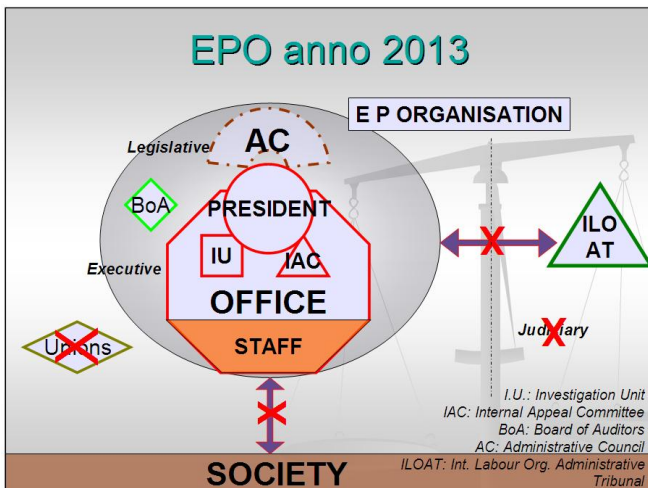 EPO anno 2013
E P ORGANISATION
Legislative
AC
BoA
PRESIDENT
IU
IAC
ILO
AT
Executive
OFFICE
Judiciary
Unions
STAFF
I.U.: Investigation Unit
IAC: Internal Appeal Committee
BoA: Board of Auditors
AC: Administrative Council
ILOAT: Int. Labour Org. Administrative
Tribunal
SOCIETY